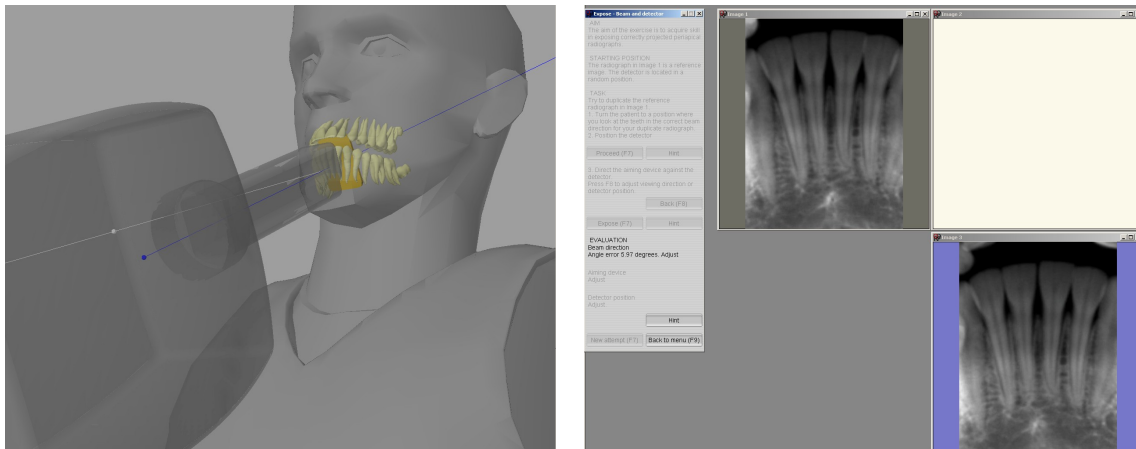 Expose - Beam and detector
AIM
The aim of the exercise is to acquire skill
in exposing correctly projected periapical
radiographs.
STARTING POSITION
The radiograph in Image 1 is a reference
image. The detector is located in a
random position.
TASK
Try to duplicate the reference
radiograph in image 1.
1. Turn the patient to a position where
you look at the teeth in the correct beam
direction for your duplicate radiograph.
2. Position the detector.
Proceed (F7)
Hint
3. Direct the aiming device against the
detector.
Press F8 to adjust viewing direction or
detector position.
Back (F8)
Expose (F7)
Hint
EVALUATION
Beam direction
Angle error 5.97 degrees. Adjust
Aiming device
Adjust
Detector position
Adjust
Hint
New attempt (F7)
Back to menu (F9)
Image 1
Image 2
Image 3